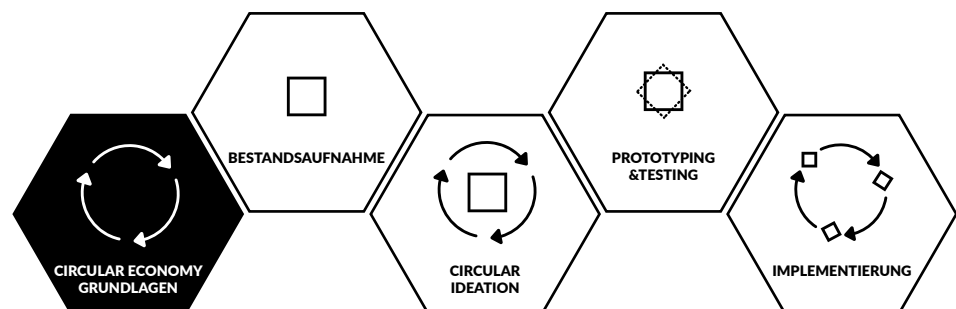 CIRCULAR ECONOMY
GRUNDLAGEN
BESTANDSAUFNAHME
CIRCULAR
IDEATION
PROTOTYPING
&TESTING
IMPLEMENTIERUNG